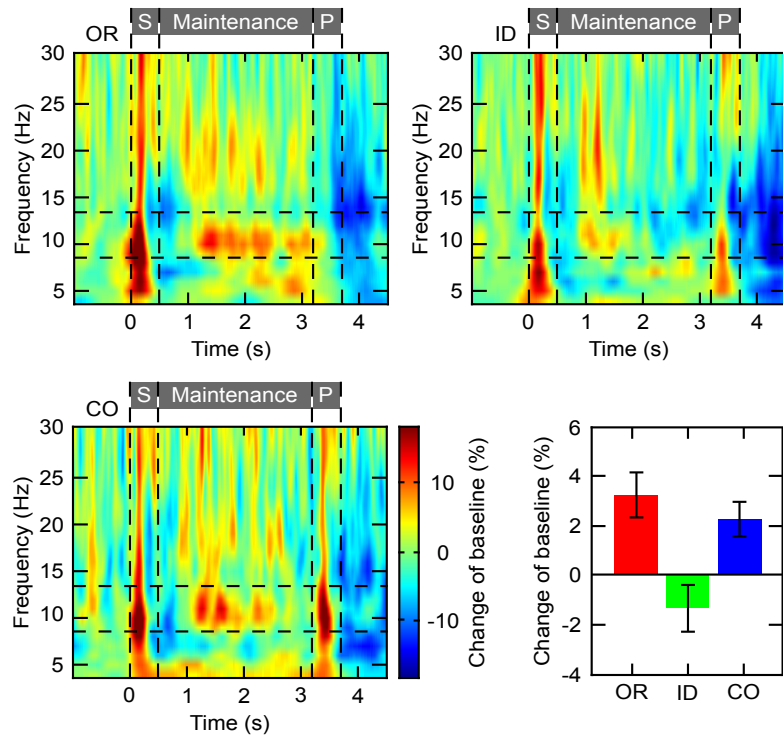 S Maintenance P
OR
30
25
20
15
10
5
Frequency (Hz)
0 1 2 3 4
Time (s)
S Maintenance P
ID
30
25
20
15
10
5
Frequency (Hz)
0 1 2 3 4
Time (s)
S Maintenance P
CO
30
25
20
15
10
5
Frequency (Hz)
0 1 2 3 4
Time (s)
10
0
-10
Change of baseline (%)
6
4
2
0
-2
-4
Change of baseline (%)
OR ID CO